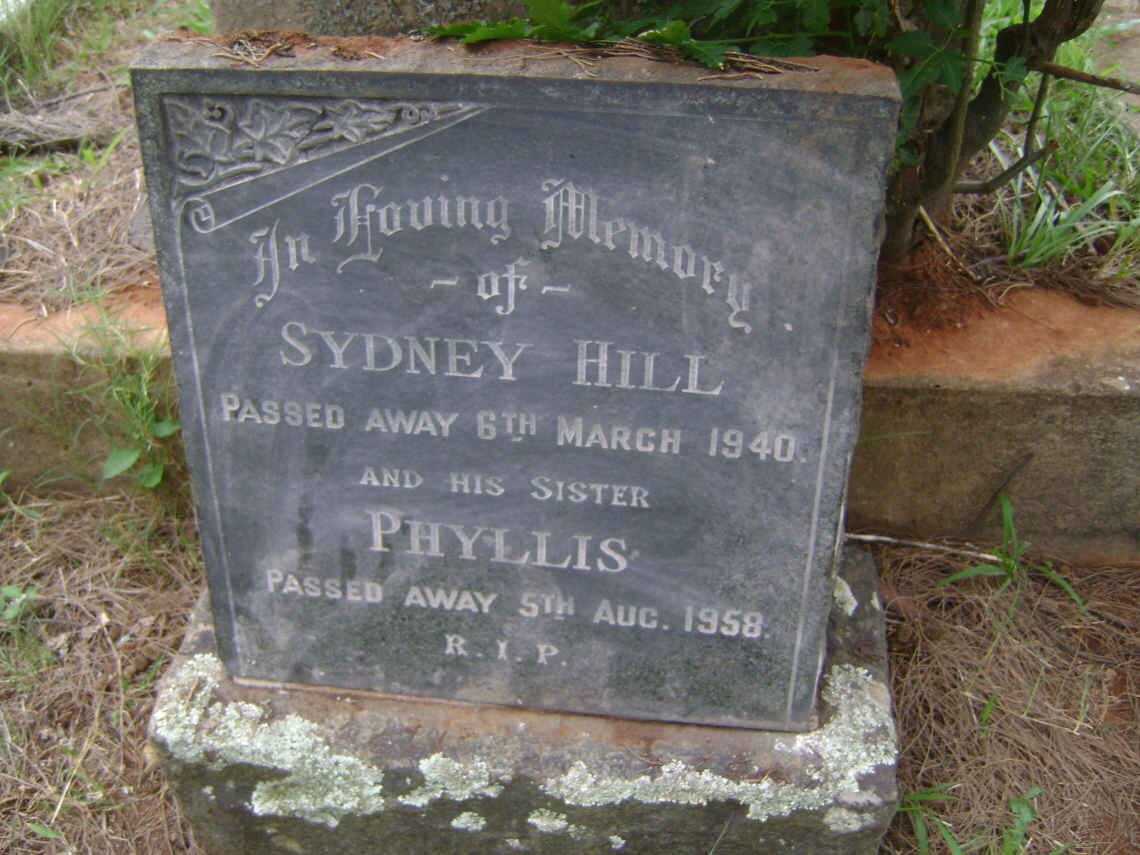 In Loving Memory
- of -
SYDNEY HILL
PASSED AWAY 6TH MARCH 1940.
AND HIS SISTER
PHYLLIS
PASSED AWAY 5TH AUG. 1958.
R.I.P.